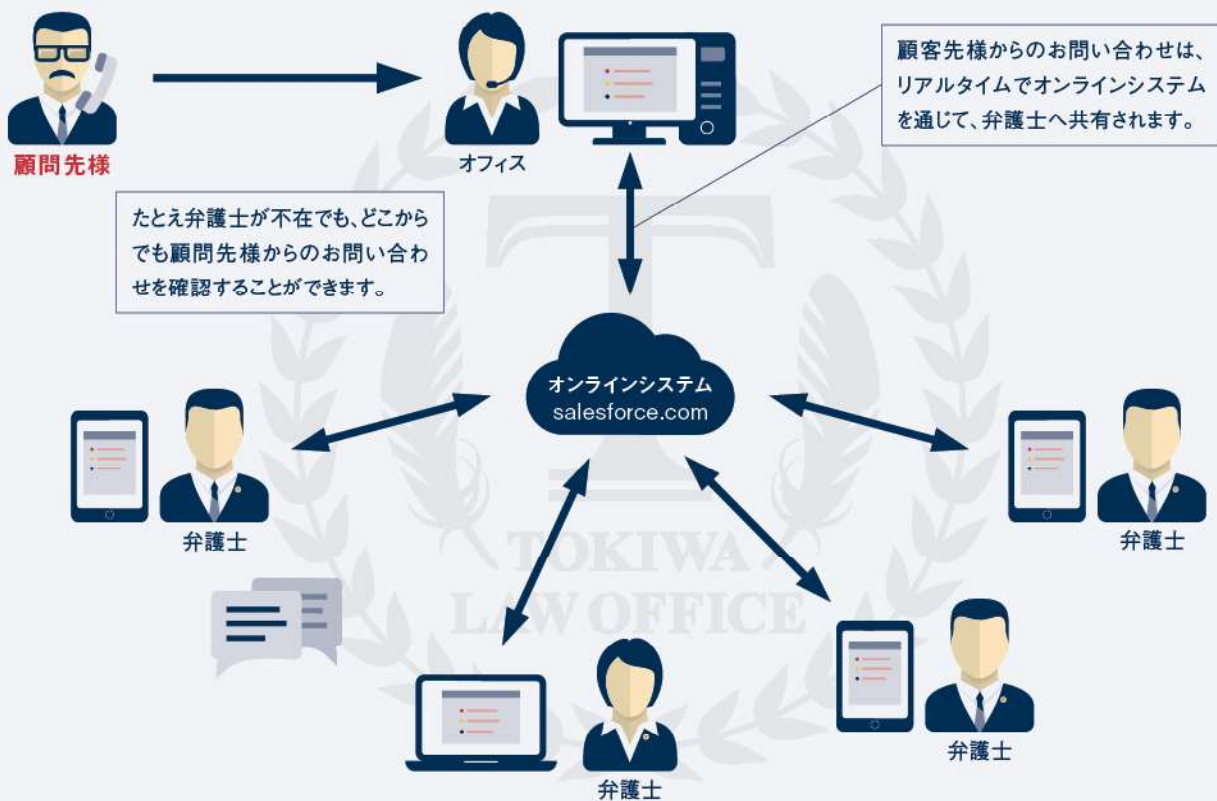 顧問先様
オフィス
顧客先様からのお問い合わせは、
リアルタイムでオンラインシステム
を通じて、弁護士へ共有されます。
たとえ弁護士が不在でも、どこから
でも顧問先様からのお問い合わ
せを確認することができます。
オンラインシステム
salesforce.com
弁護士
弁護士
TOKIWA
LAW OFFICE
弁護士
弁護士